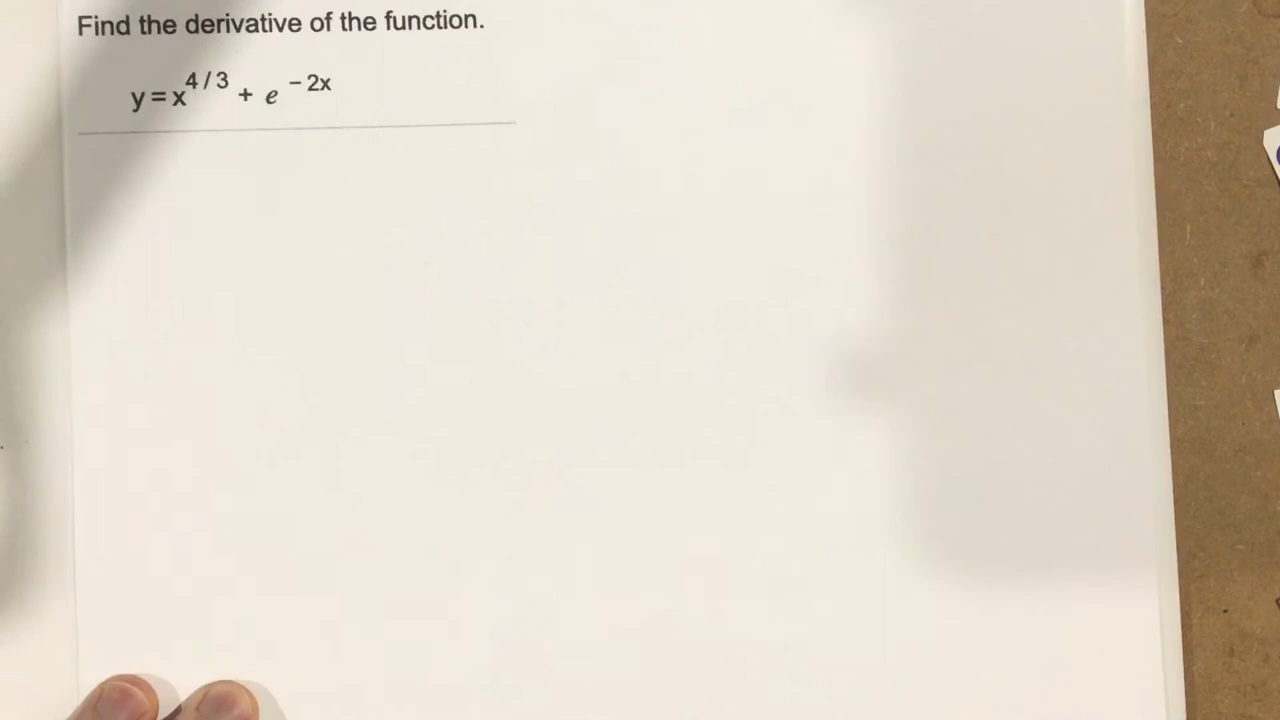 Find the derivative of the function.
y = x^4/3 + e^−2x